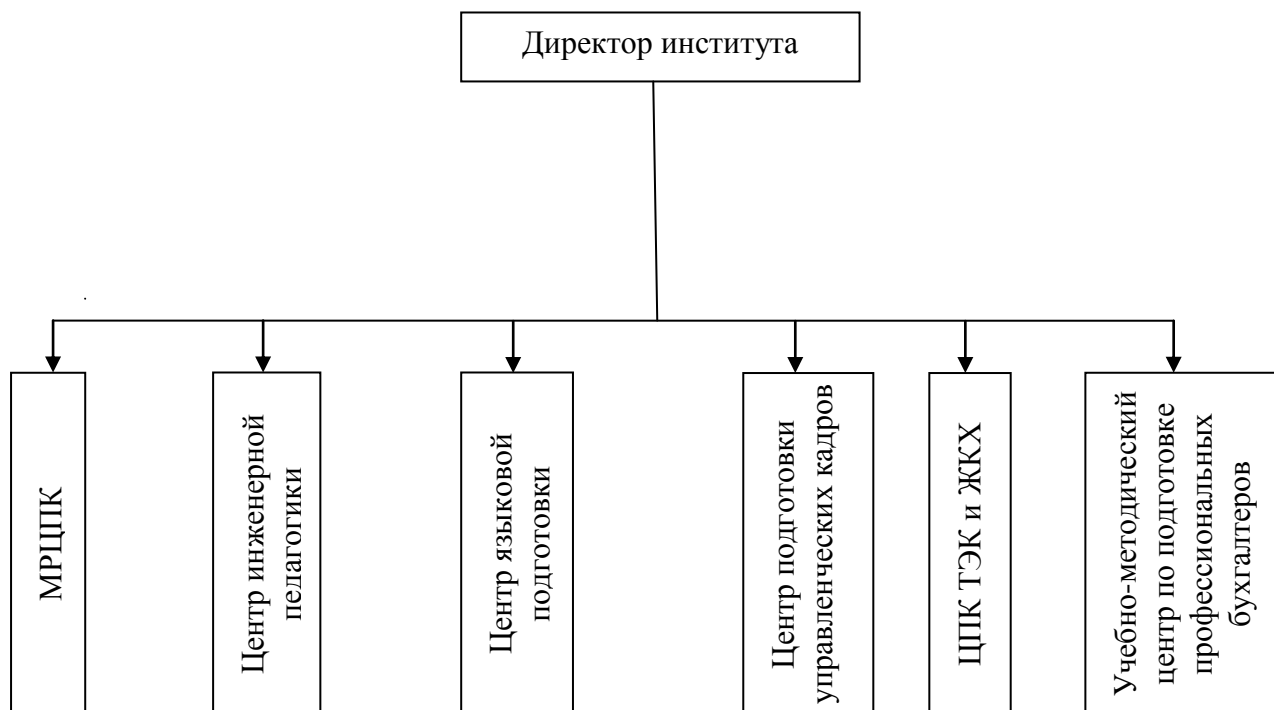 Директор института
МРЦПК
Центр инженерной
педагогики
Центр языковой
подготовки
Центр подготовки
управленческих кадров
ЦПК ТЭК и ЖКХ
Учебно-методический
центр по подготовке
профессиональных
бухгалтеров